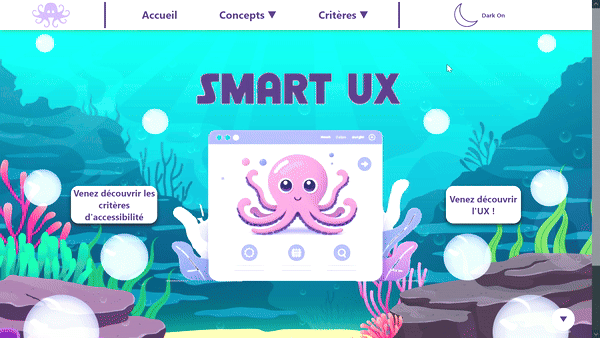 Accueil
Concepts ▼
Critères ▼
Dark On
SMART UX
Venez découvrir les
critères
d'accessibilité
Venez découvrir
l'UX !